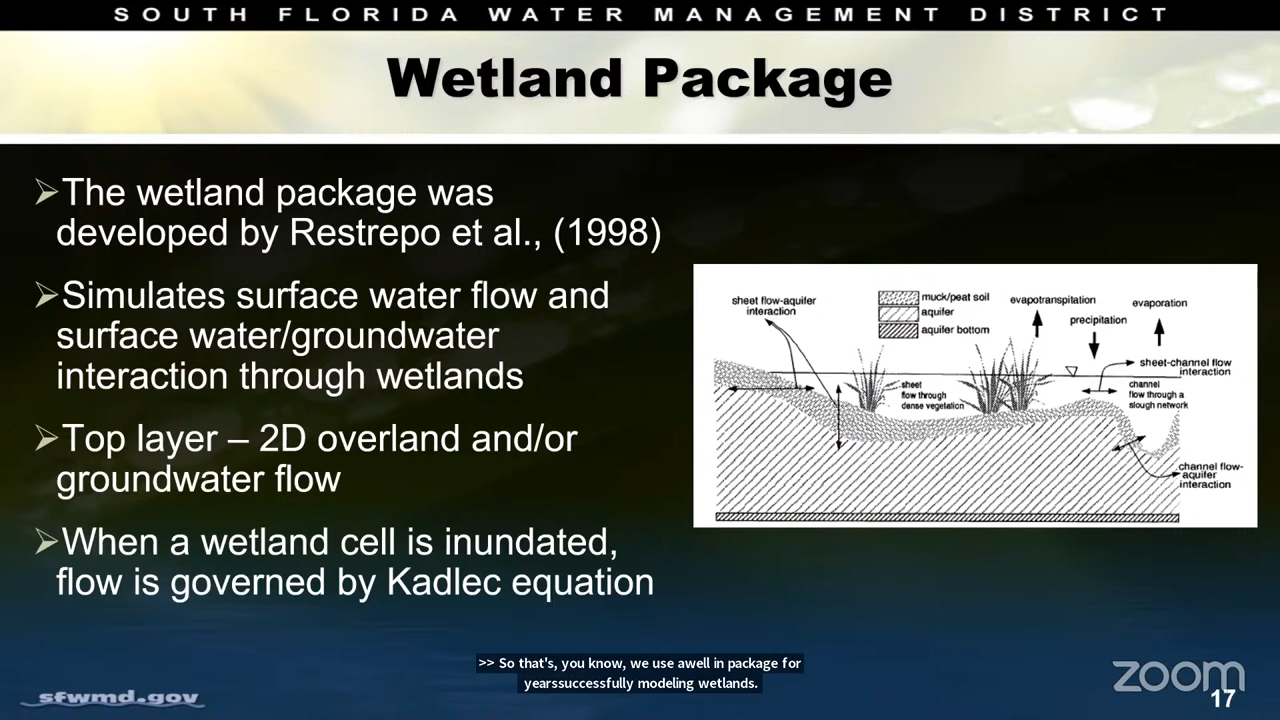 SOUTH FLORIDA WATER MANAGEMENT DISTRICT
Wetland Package
The wetland package was
developed by Restrepo et al., (1998)
Simulates surface water flow and
surface water/groundwater
interaction through wetlands
Top layer – 2D overland and/or
groundwater flow
When a wetland cell is inundated,
flow is governed by Kadlec equation
sheet flow-aquifer
interaction
muck/peat soil
aquifer
aquifer bottom
evapotranspitation
precipitation
evaporation
sheet-channel flow
interaction
sheet
flow through
dense vegetation
channel
flow through a
slough network
channel flow-
aquifer
interaction
>> So that's, you know, we use awell in package for
yearssuccessfully modeling wetlands.
sfwmd.gov
zoom
17